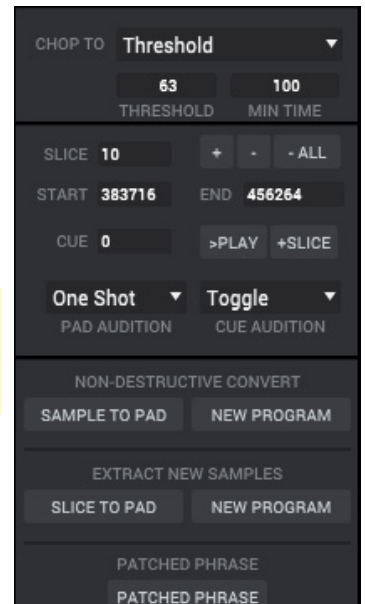 CHOP TO Threshold
63 100
THRESHOLD MIN TIME
SLICE 10 + - - ALL
START 383716 END 456264
CUE 0 >PLAY +SLICE
One Shot Toggle
PAD AUDITION CUE AUDITION
NON-DESTRUCTIVE CONVERT
SAMPLE TO PAD NEW PROGRAM
EXTRACT NEW SAMPLES
SLICE TO PAD NEW PROGRAM
PATCHED PHRASE
PATCHED PHRASE